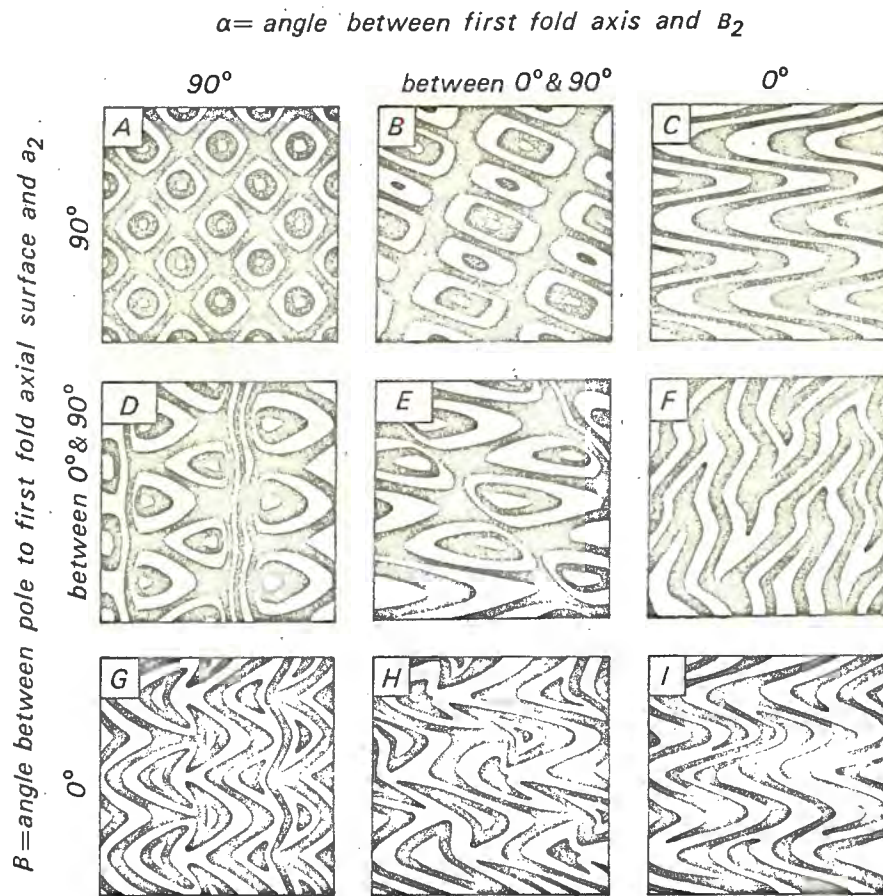 α= angle between first fold axis and B₂
90° between 0° & 90° 0°
β=angle between pole to first fold axial surface and a₂
90°
A B C
between 0° & 90°
D E F
0°
G H I